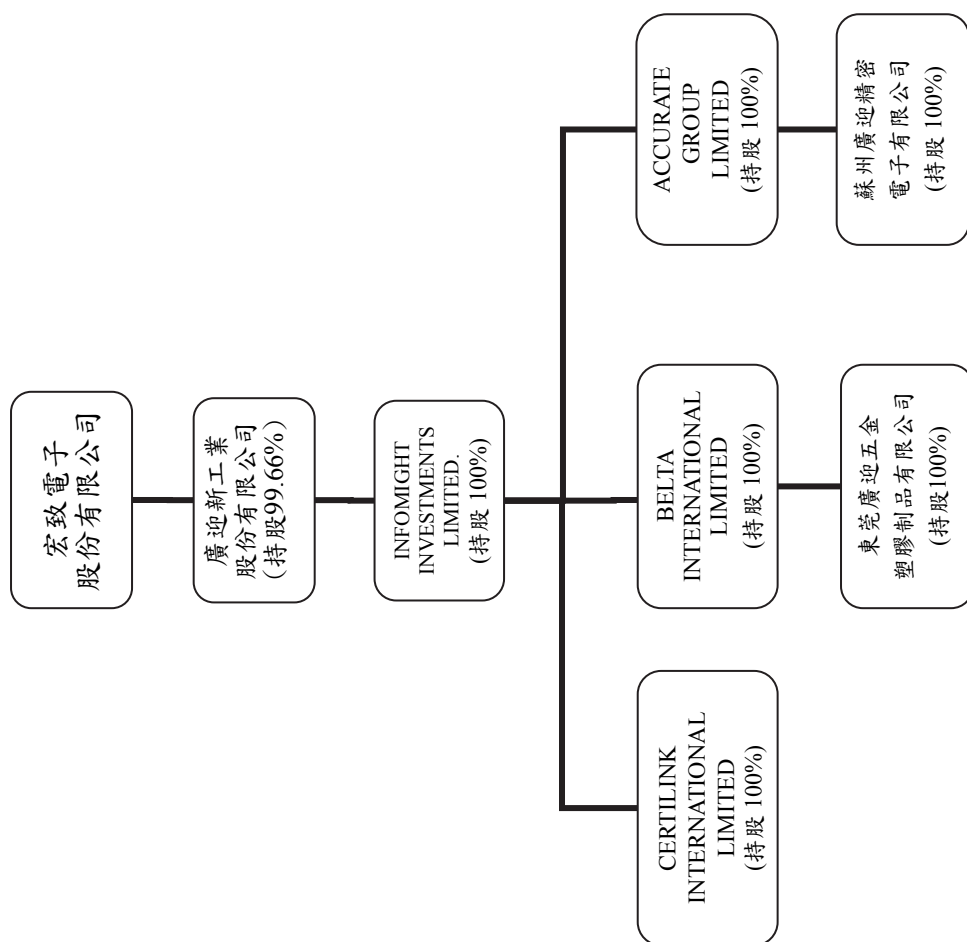 宏致電子
股份有限公司
廣迎新工業
股份有限公司
(持股99.66%)
INFOMIGHT
INVESTMENTS
LIMITED.
(持股 100%)
CERTILINK
INTERNATIONAL
LIMITED
(持股 100%)
BELTA
INTERNATIONAL
LIMITED
(持股 100%)
ACCURATE
GROUP
LIMITED
(持股 100%)
東莞廣迎五金
塑膠制品有限公司
(持股100%)
蘇州廣迎精密
電子有限公司
(持股 100%)